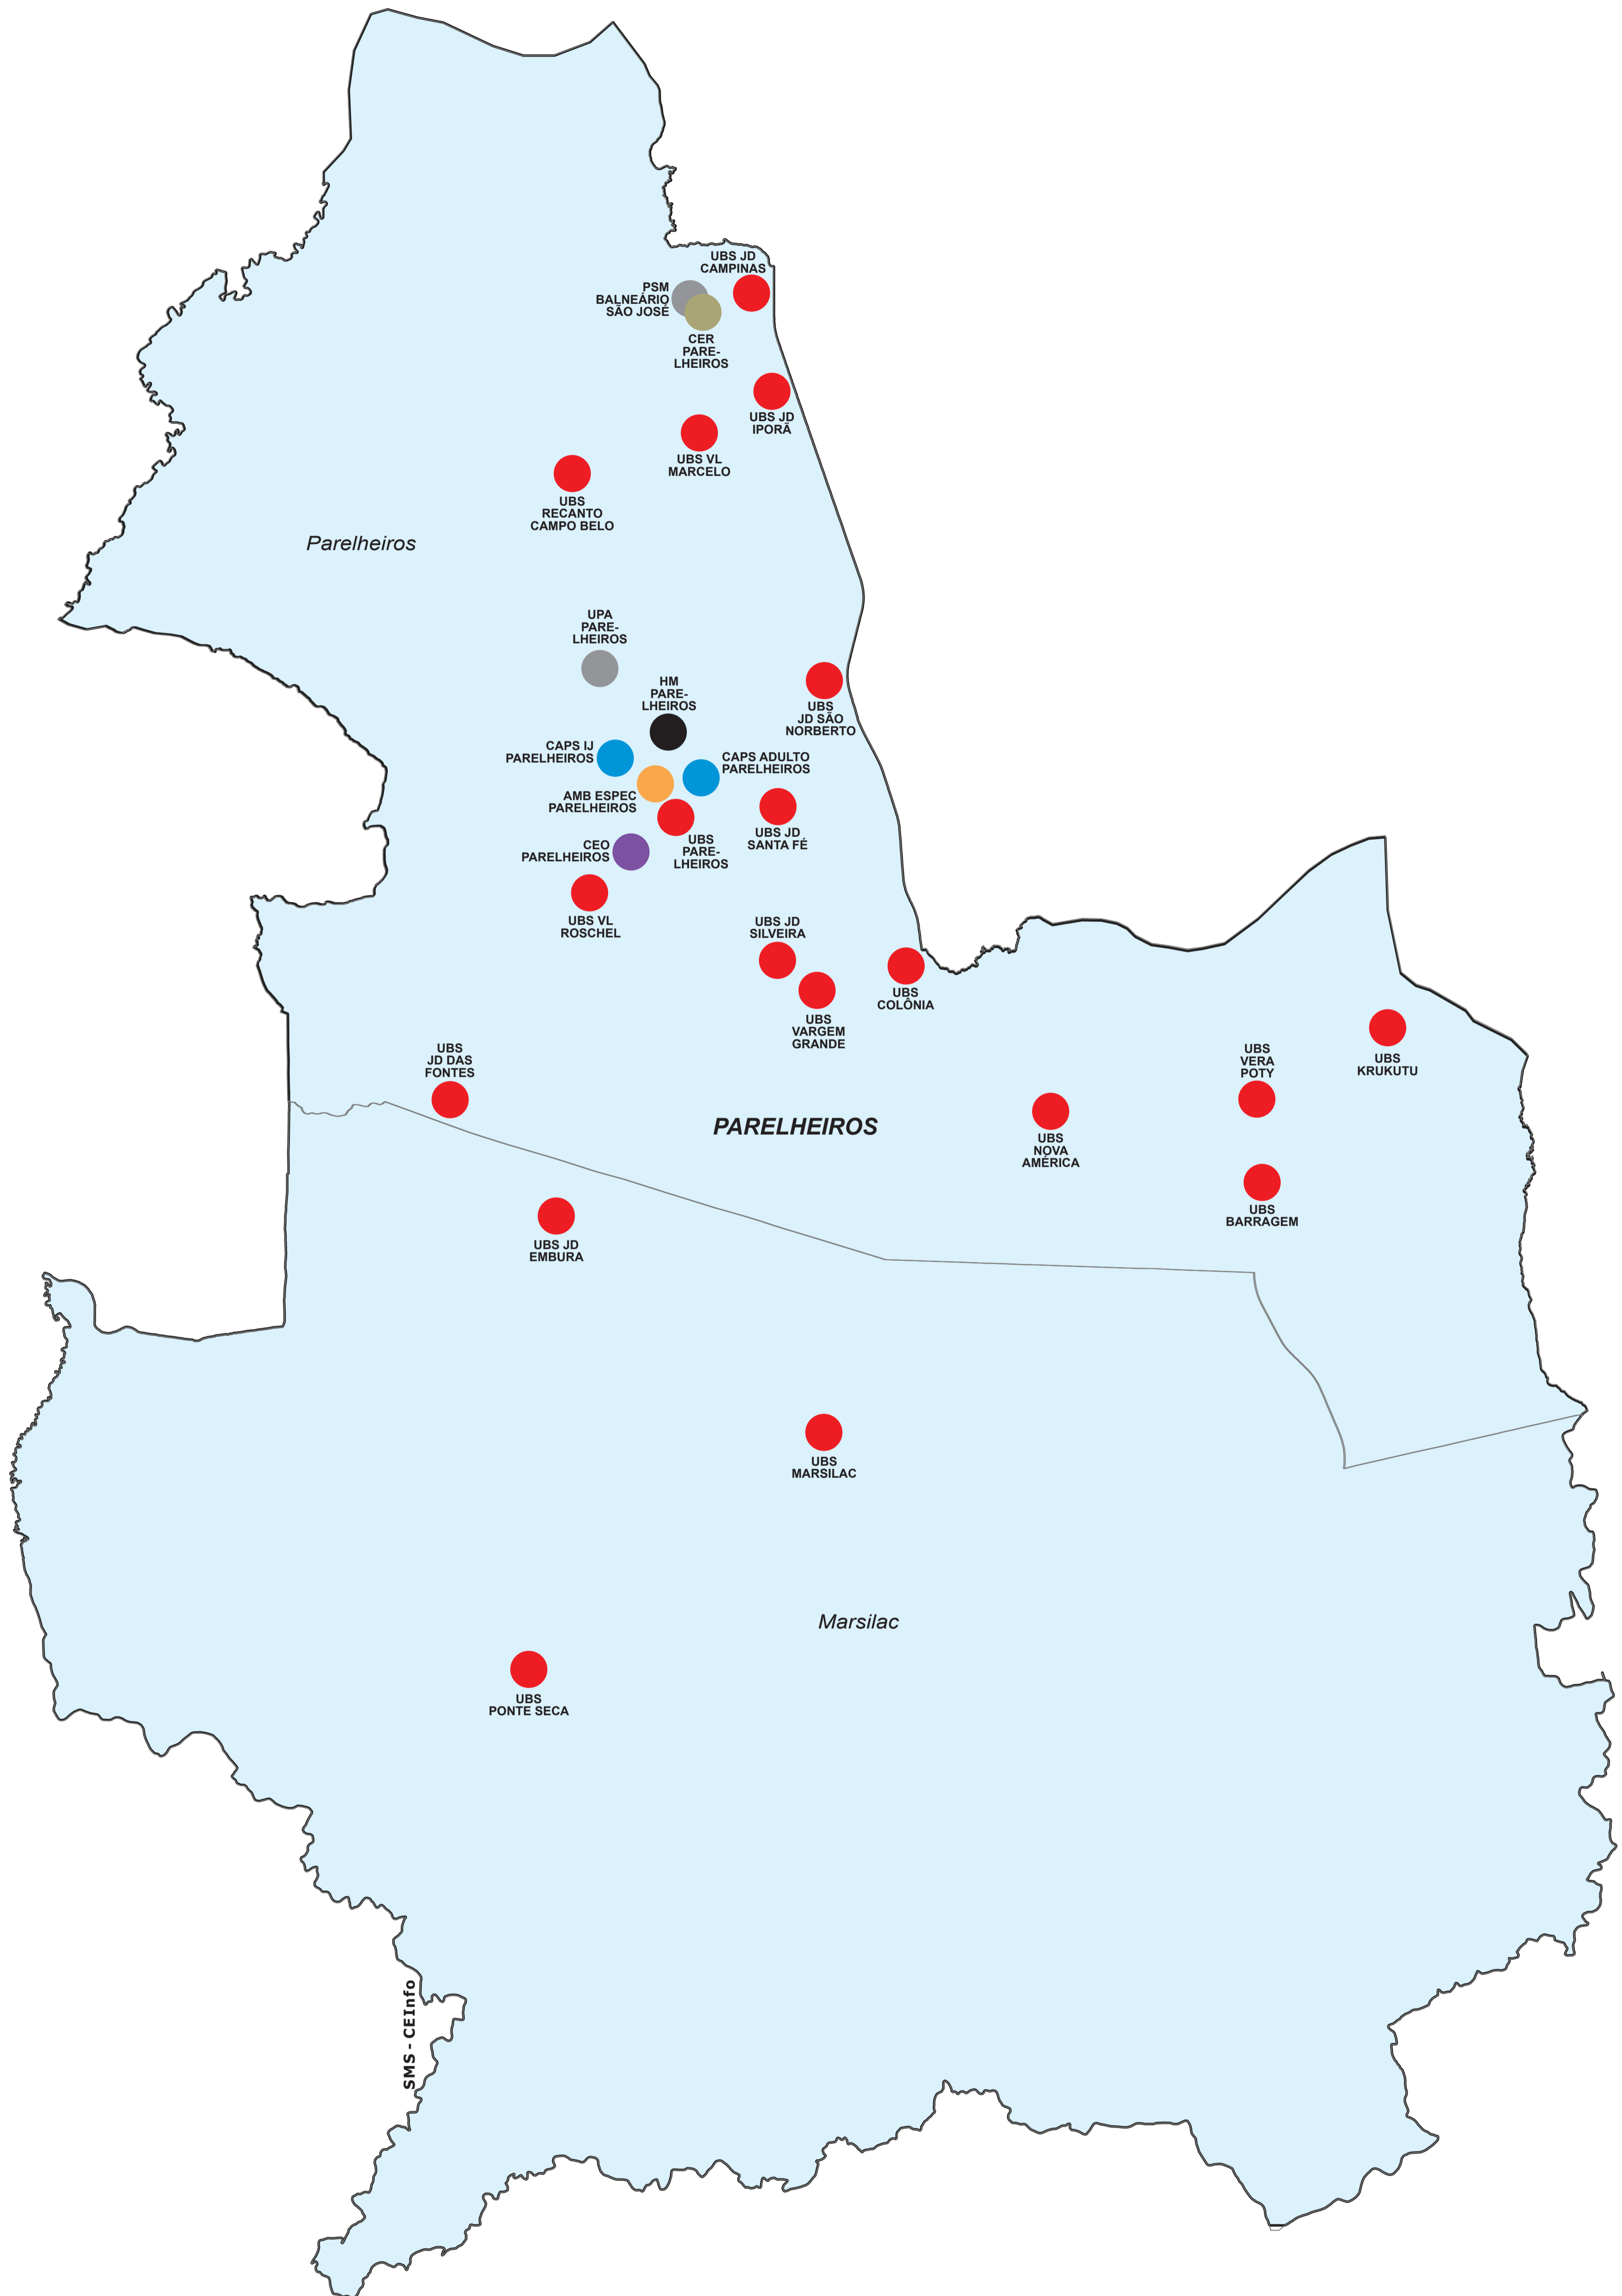 UBS JD
CAMPINAS
PSM
BALNEÁRIO
SÃO JOSÉ
CER
PARE-
LHEIROS
UBS JD
IPORÃ
UBS VL
MARCELO
UBS
RECANTO
CAMPO BELO
Parelheiros
UPA
PARE-
LHEIROS
HM
PARE-
LHEIROS
UBS
JD SÃO
NORBERTO
CAPS IJ
PARELHEIROS
CAPS ADULTO
PARELHEIROS
AMB ESPEC
PARELHEIROS
UBS JD
SANTA FÉ
UBS
PARE-
LHEIROS
CEO
PARELHEIROS
UBS VL
ROSCHEL
UBS JD
SILVEIRA
UBS
COLÔNIA
UBS
VARGEM
GRANDE
UBS
JD DAS
FONTES
UBS
VERA
POTY
UBS
KRUKUTU
PARELHEIROS
UBS
NOVA
AMÉRICA
UBS
BARRAGEM
UBS JD
EMBURA
UBS
MARSILAC
Marsilac
UBS
PONTE SECA
SMS - CEInfo